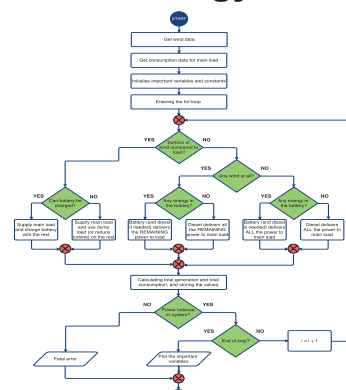 START
Get wind data
Get consumption data for main load
Initialise important variables and constants
Entering the for-loop
Surplus of
wind compared to
load?
YES
NO
Any wind at all?
YES
NO
Can battery be
charged?
YES
NO
Any energy in
the battery?
YES
NO
Any energy in
the battery?
YES
NO
Supply main load
and charge battery
with the rest
Supply main load
and use dump
load (or reduce
turbine) on the rest
Battery (and diesel
if needed) delivers
the REMAINING
power to load
Diesel delivers all
the REMAINING
power to main load
Battery (and diesel
is needed) delivers
ALL the power to
main load
Diesel delivers
ALL the power to
main load
Calculating total generation and total
consumption, and storing the values
Power balance
in system?
NO
YES
End of loop?
YES
NO
i = i + 1
Fatal error
Plot the important
variables